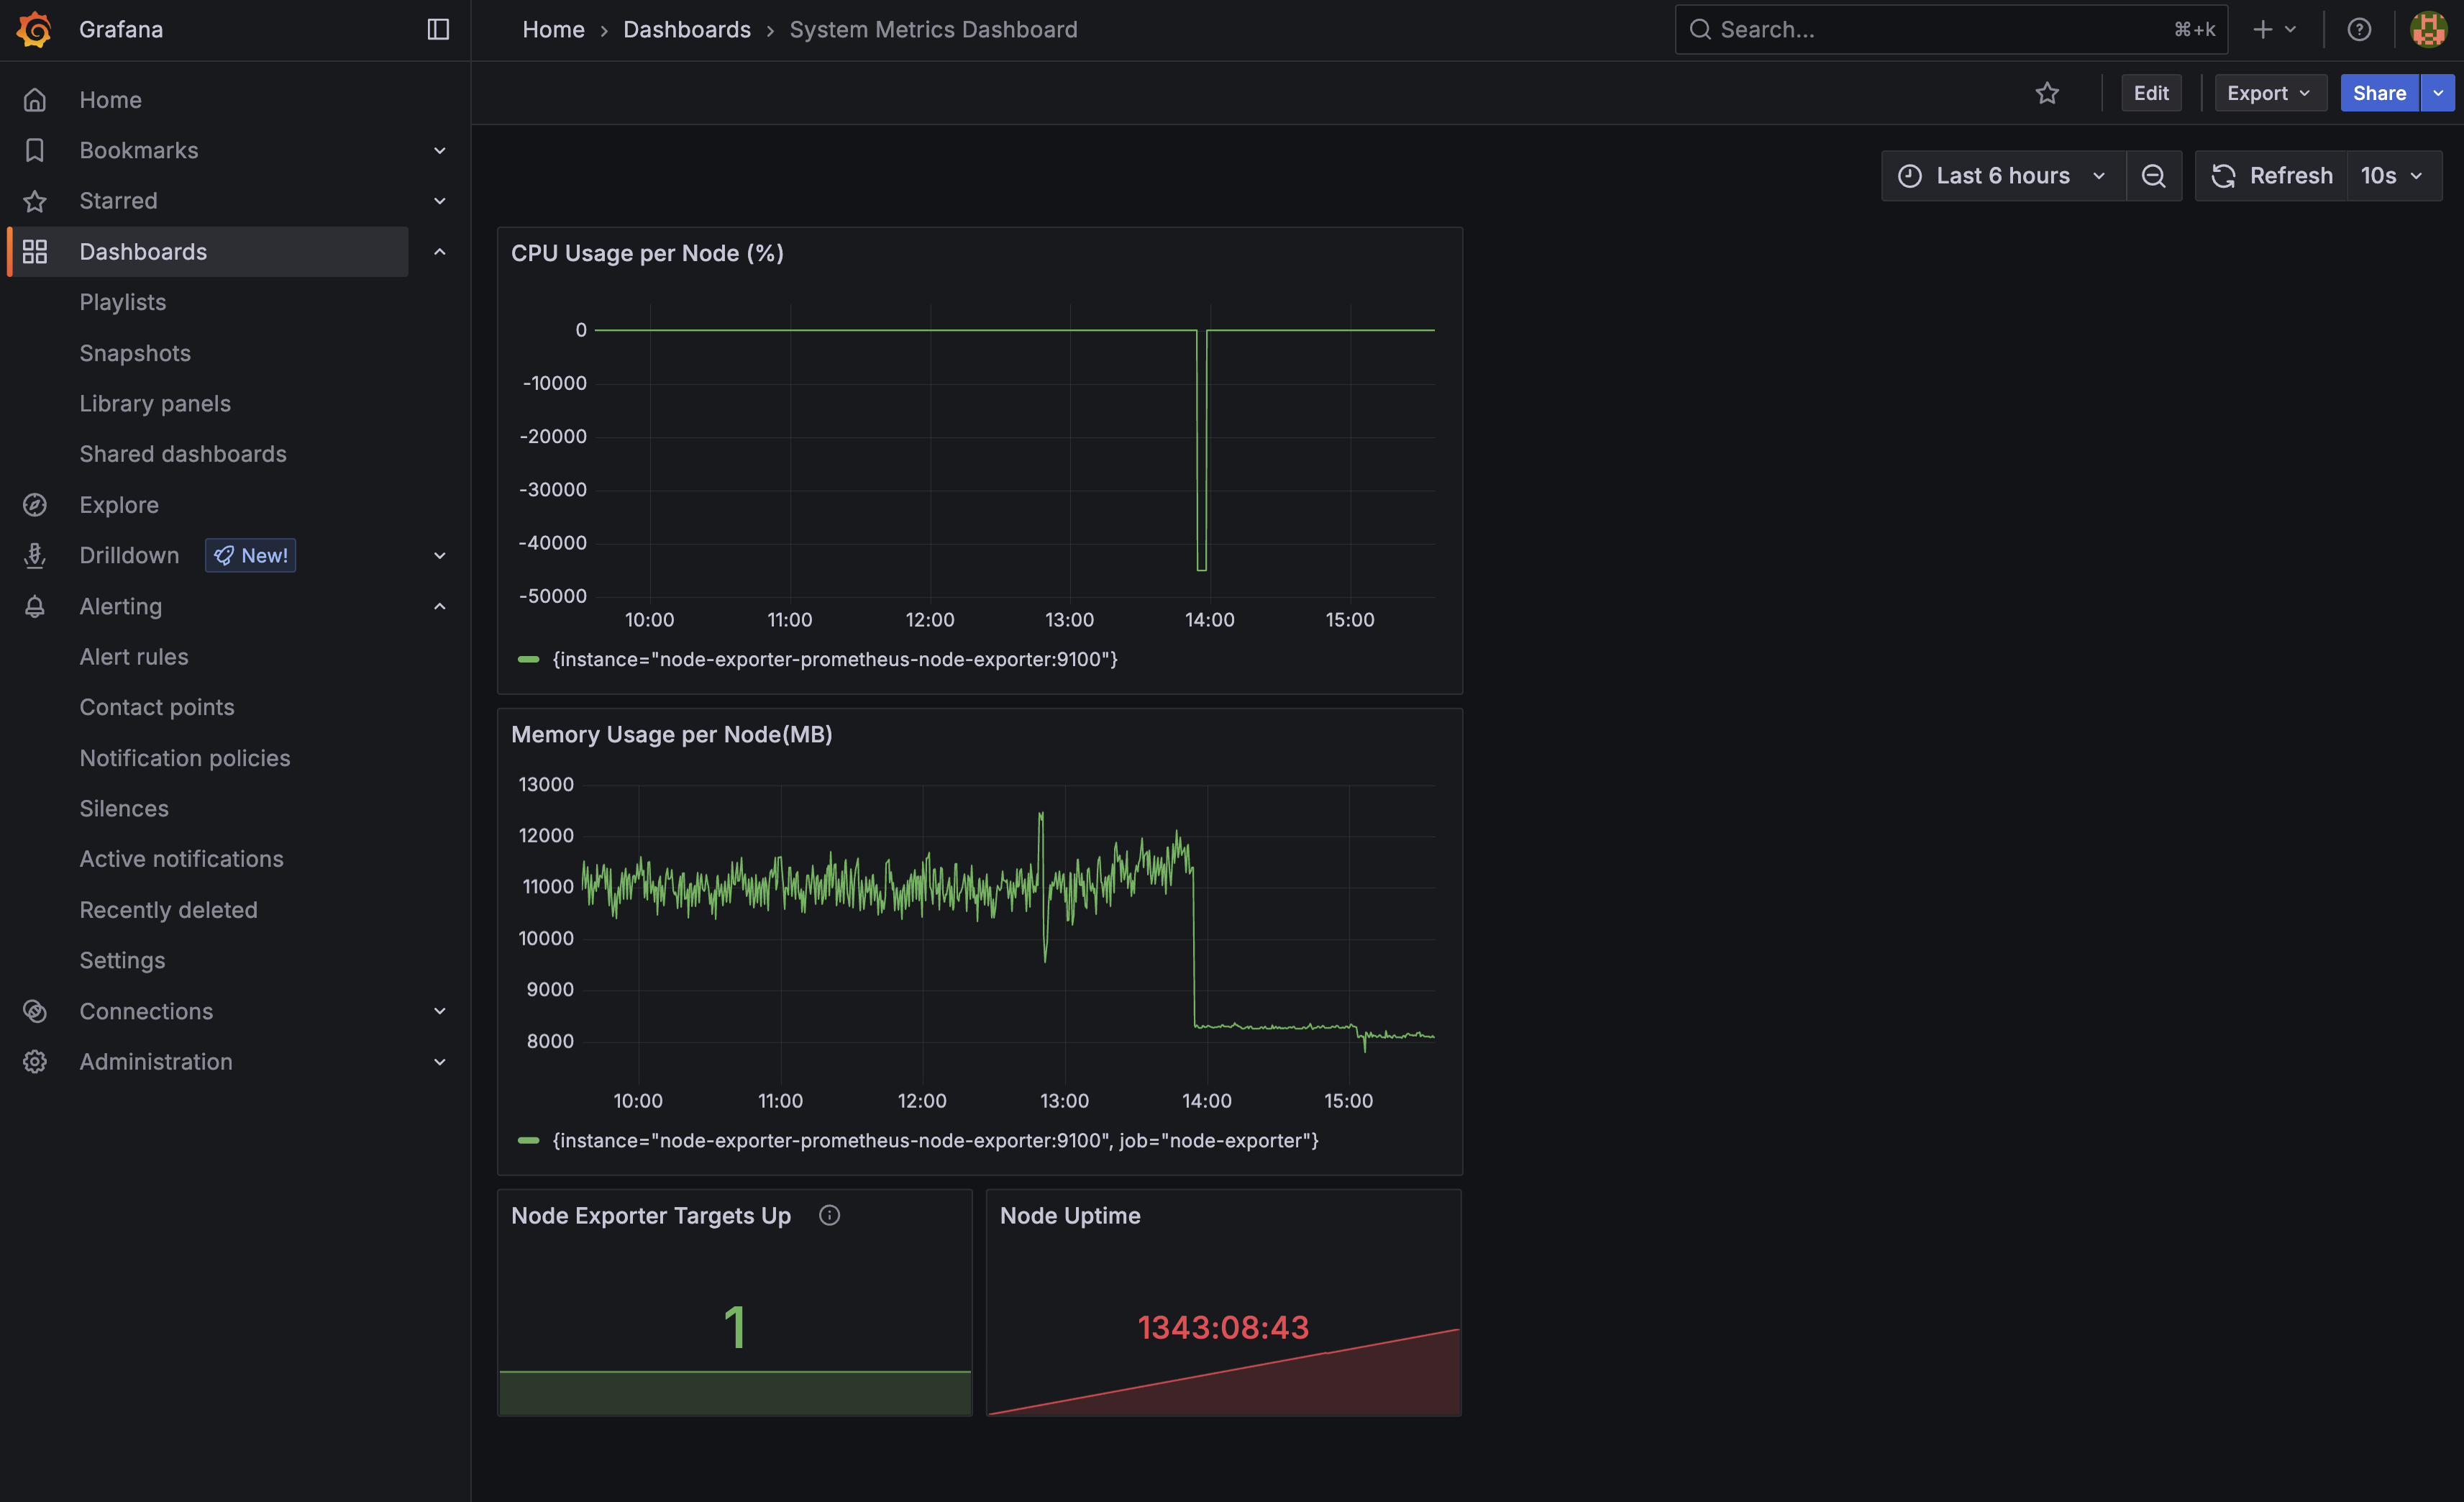 Grafana
Home › Dashboards › System Metrics Dashboard
Search...
⌘+k
Edit
Export
Share
Home
Bookmarks
Starred
Dashboards
Playlists
Snapshots
Library panels
Shared dashboards
Explore
Drilldown
New!
Alerting
Alert rules
Contact points
Notification policies
Silences
Active notifications
Recently deleted
Settings
Connections
Administration
Last 6 hours
Refresh
10s
CPU Usage per Node (%)
0
-10000
-20000
-30000
-40000
-50000
10:00
11:00
12:00
13:00
14:00
15:00
{instance="node-exporter-prometheus-node-exporter:9100"}
Memory Usage per Node(MB)
13000
12000
11000
10000
9000
8000
10:00
11:00
12:00
13:00
14:00
15:00
{instance="node-exporter-prometheus-node-exporter:9100", job="node-exporter"}
Node Exporter Targets Up
1
Node Uptime
1343:08:43